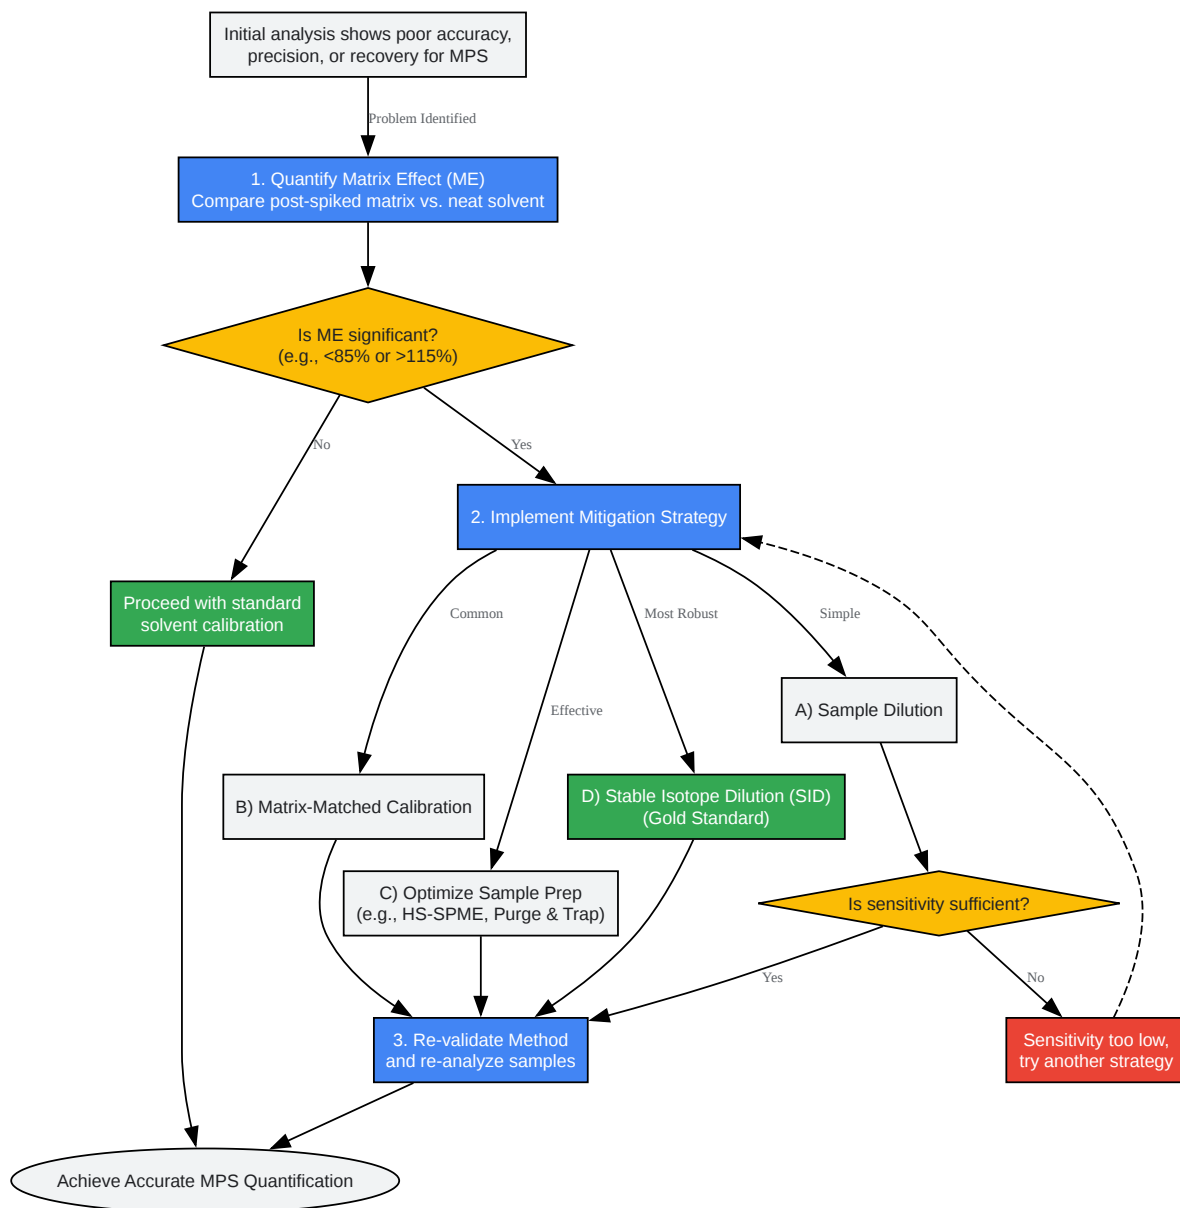 Initial analysis shows poor accuracy,
precision, or recovery for MPS
Problem Identified
1. Quantify Matrix Effect (ME)
Compare post-spiked matrix vs. neat solvent
Is ME significant?
(e.g., <85% or >115%)
No
Yes
2. Implement Mitigation Strategy
Proceed with standard
solvent calibration
Common
Most Robust
Simple
Effective
A) Sample Dilution
B) Matrix-Matched Calibration
D) Stable Isotope Dilution (SID)
(Gold Standard)
C) Optimize Sample Prep
(e.g., HS-SPME, Purge & Trap)
Is sensitivity sufficient?
Yes
No
3. Re-validate Method
and re-analyze samples
Sensitivity too low,
try another strategy
Achieve Accurate MPS Quantification